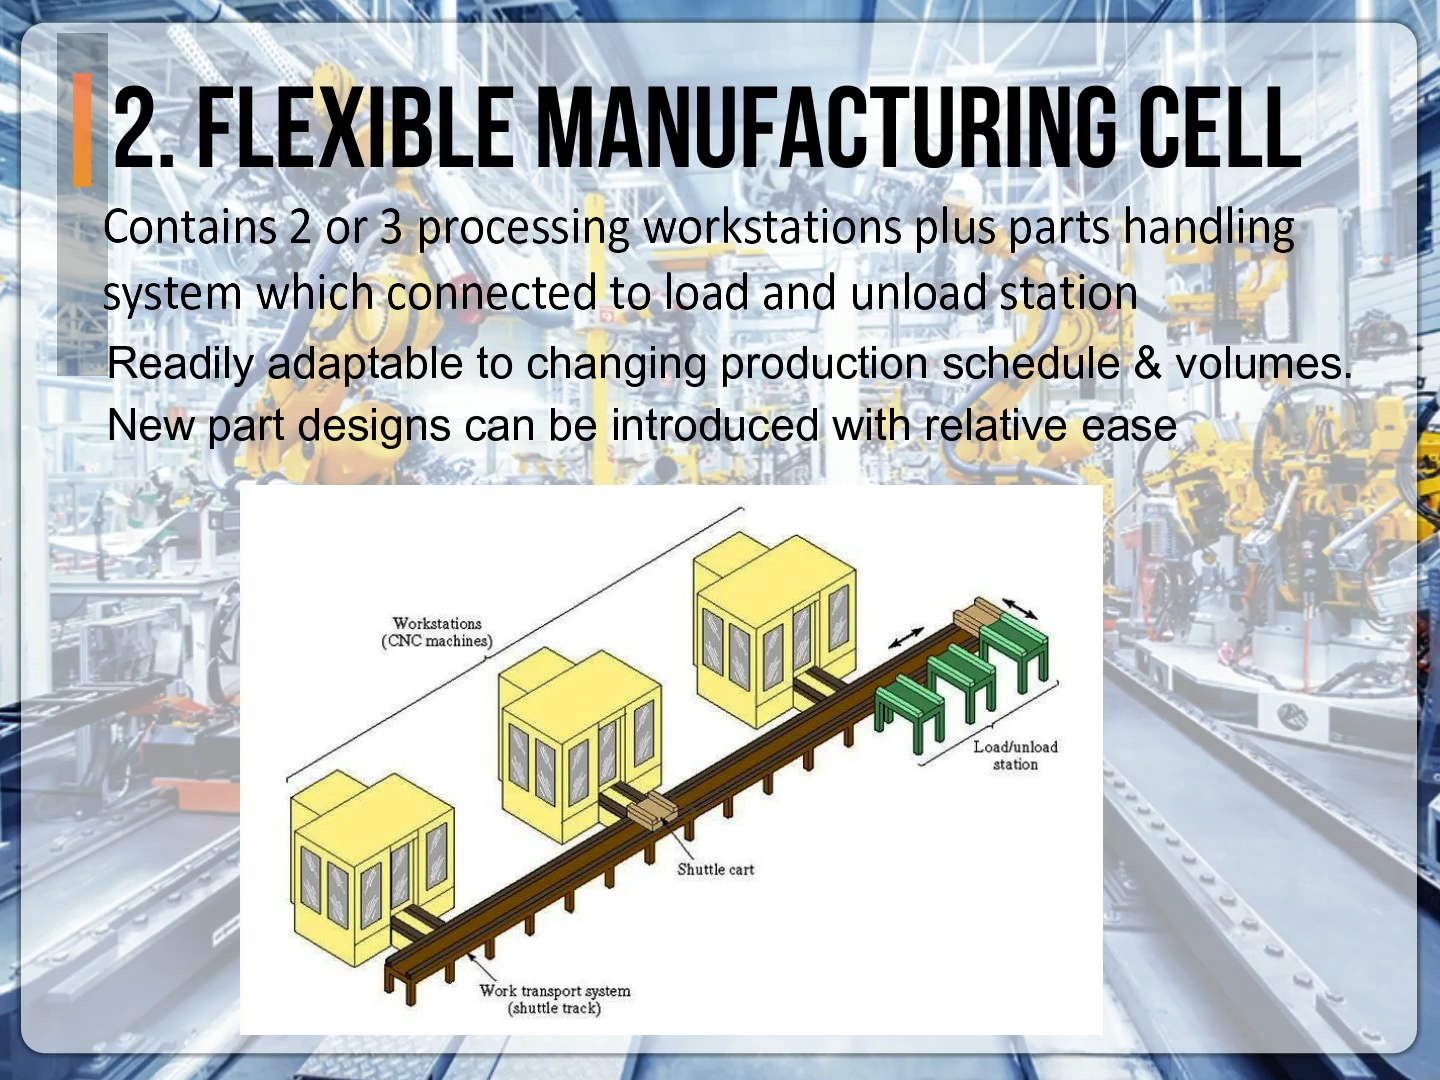 2. FLEXIBLE MANUFACTURING CELL
Contains 2 or 3 processing workstations plus parts handling
system which connected to load and unload station
Readily adaptable to changing production schedule & volumes.
New part designs can be introduced with relative ease
Workstations
(CNC machines)
Load/unload
station
Shuttle cart
Work transport system
(shuttle track)